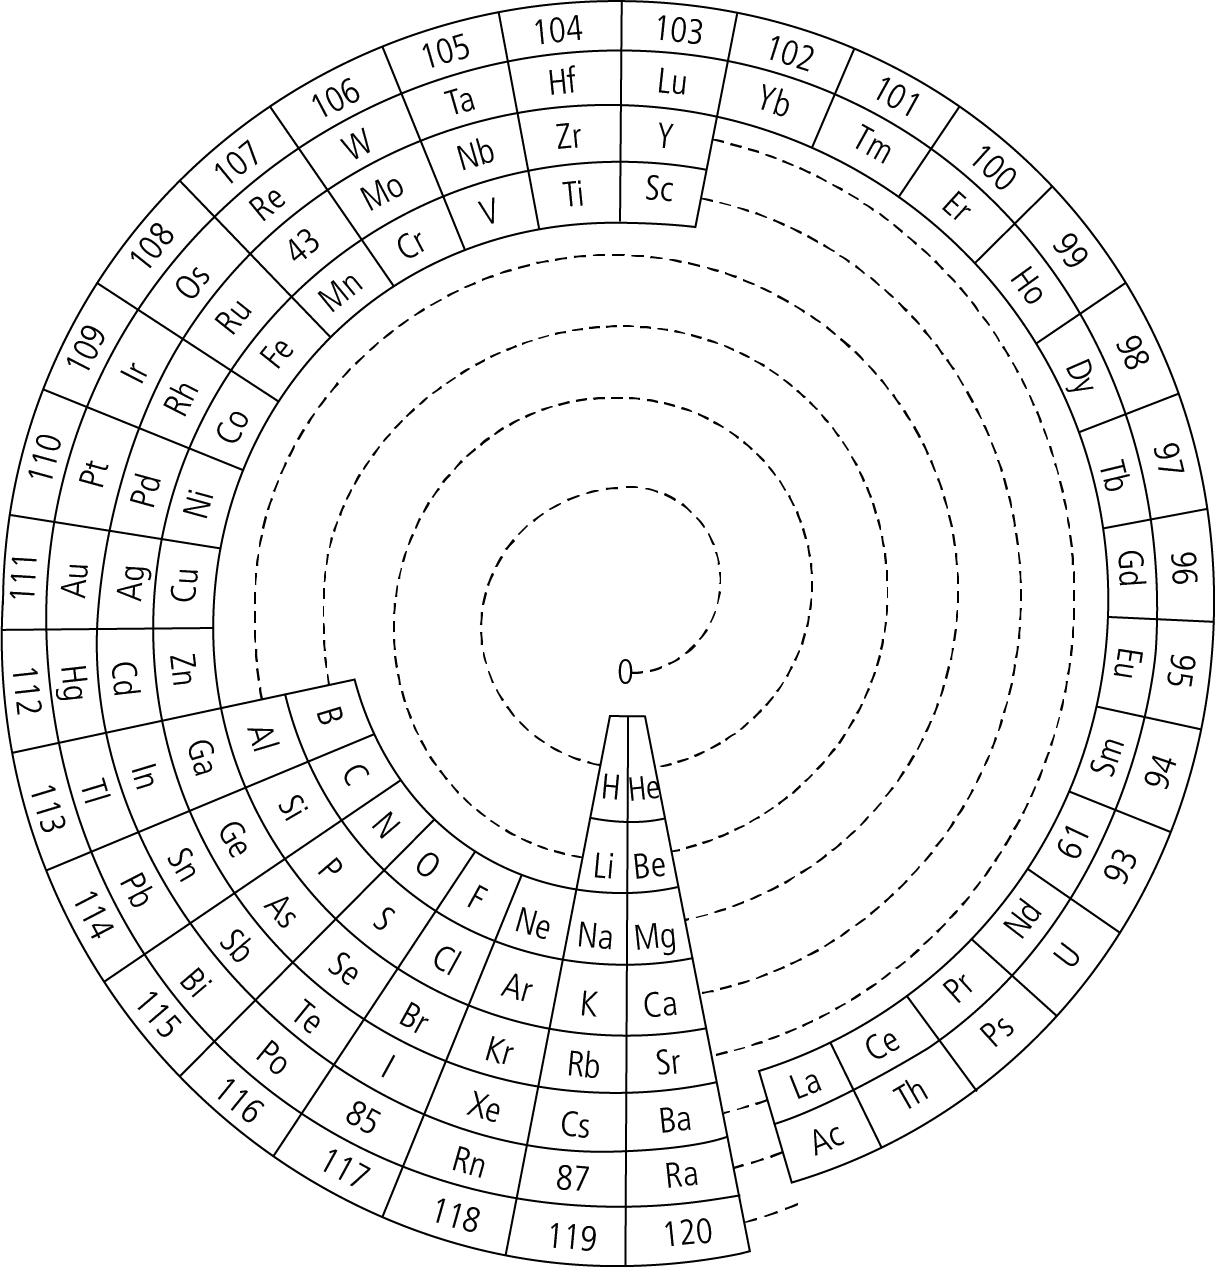 0
H
He
Li
Be
B
C
N
O
F
Ne
Na
Mg
Al
Si
P
S
Cl
Ar
K
Ca
Sc
Ti
V
Cr
Mn
Fe
Co
Ni
Cu
Zn
Ga
Ge
As
Se
Br
Kr
Rb
Sr
Y
Zr
Nb
Mo
43
Ru
Rh
Pd
Ag
Cd
In
Sn
Sb
Te
I
Xe
Cs
Ba
La
Ce
Pr
Nd
61
Sm
Eu
Gd
Tb
Dy
Ho
Er
Tm
Yb
Lu
Hf
Ta
W
Re
Os
Ir
Pt
Au
Hg
Tl
Pb
Bi
Po
85
Rn
87
Ra
Ac
Th
Ps
U
93
94
95
96
97
98
99
100
101
102
103
104
105
106
107
108
109
110
111
112
113
114
115
116
117
118
119
120